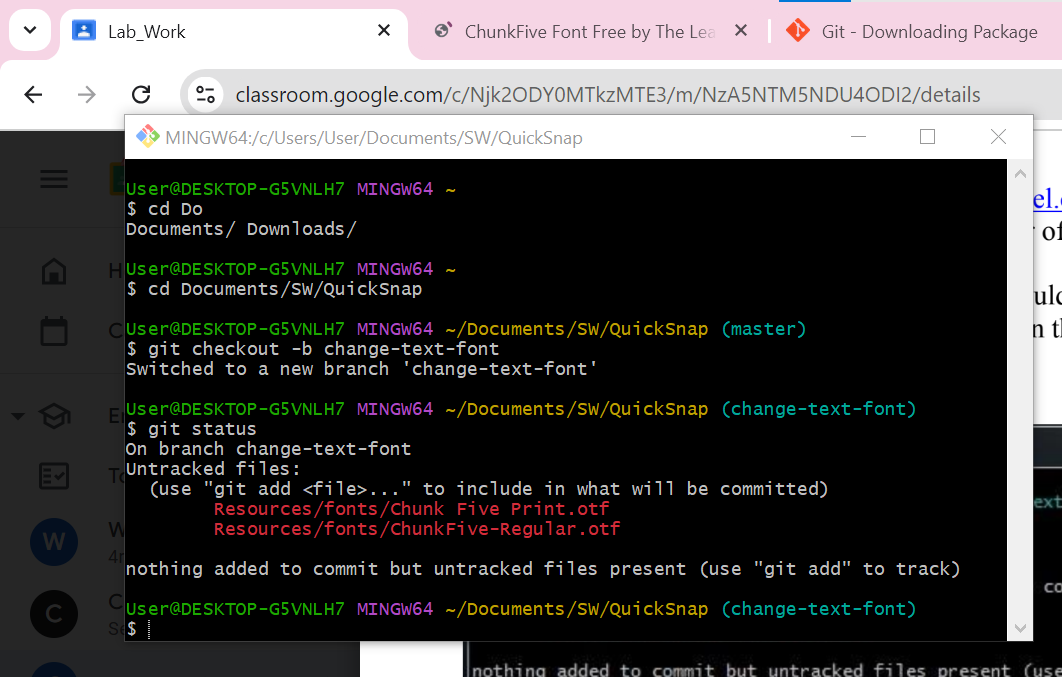 Lab_Work
ChunkFive Font Free by The Lea
Git - Downloading Package
classroom.google.com/c/Njk2ODY0MTkzMTE3/m/NzA5NTM5NDU4ODI2/details
MINGW64:/c/Users/User/Documents/SW/QuickSnap
User@DESKTOP-G5VNLH7 MINGW64 ~
$ cd Do
Documents/ Downloads/
User@DESKTOP-G5VNLH7 MINGW64 ~
$ cd Documents/SW/QuickSnap
User@DESKTOP-G5VNLH7 MINGW64 ~/Documents/SW/QuickSnap (master)
$ git checkout -b change-text-font
Switched to a new branch 'change-text-font'
User@DESKTOP-G5VNLH7 MINGW64 ~/Documents/SW/QuickSnap (change-text-font)
$ git status
On branch change-text-font
Untracked files:
(use "git add <file>..." to include in what will be committed)
Resources/fonts/Chunk Five Print.otf
Resources/fonts/ChunkFive-Regular.otf
nothing added to commit but untracked files present (use "git add" to track)
User@DESKTOP-G5VNLH7 MINGW64 ~/Documents/SW/QuickSnap (change-text-font)
$
W
C
nothing added to commit but untracked files present (use